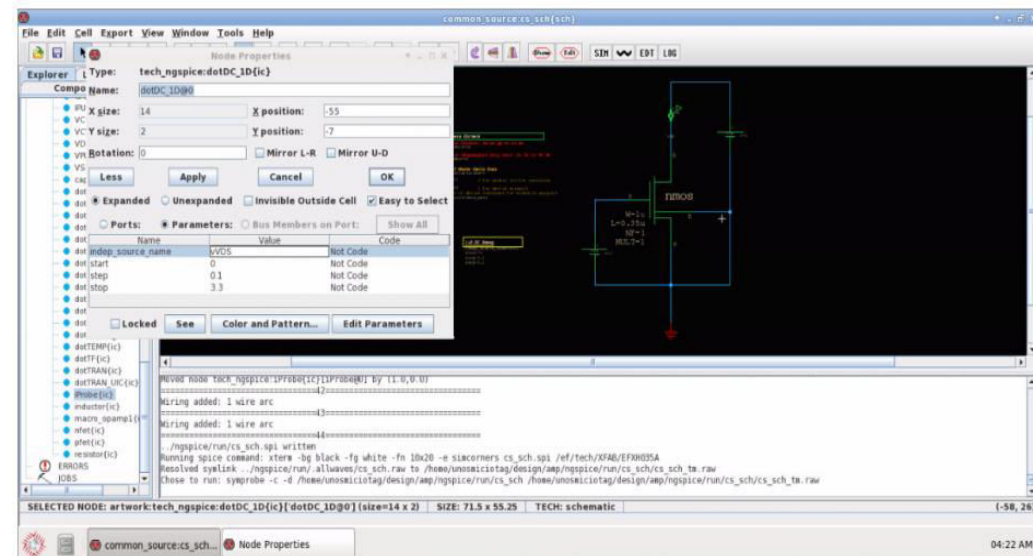 common_source:cs_sch{sch}
File Edit Cell Export View Window Tools Help
Node Properties
SIM EDT LOG
Explorer
Type: tech_ngspice:dotDC_1D{ic}
Compo
Name: dotDC_1D@0
X size: 14 X position: -55
Y size: 2 Y position: -7
Rotation: 0 Mirror L-R Mirror U-D
Less Apply Cancel OK
Expanded Unexpanded Invisible Outside Cell Easy to Select
Ports: Parameters: Bus Members on Port: Show All
Name Value Code
indep_source_name vVDS Not Code
start 0 Not Code
step 0.1 Not Code
stop 3.3 Not Code
Locked See Color and Pattern... Edit Parameters
nmos
W=1u
L=0.35u
NF=1
MULT=1
dotTEMP{ic}
dotTF{ic}
dotTRAN{ic}
dotTRAN_UIC{ic}
iProbe{ic}
inductor{ic}
macro_opamp1{i
nfet{ic}
pfet{ic}
resistor{ic}
ERRORS
JOBS
Moved node tech_ngspice:iProbe{ic}[iProbe@0] by (1.0,0.0)
=================================42=================================
Wiring added: 1 wire arc
=================================43=================================
Wiring added: 1 wire arc
=================================44=================================
../ngspice/run/cs_sch.spi written
Running spice command: xterm -bg black -fg white -fn 10x20 -e simcorners cs_sch.spi /ef/tech/XFAB/EFXH035A
Resolved symlink ../ngspice/run/.allwaves/cs_sch.raw to /home/unosmiciotag/design/amp/ngspice/run/cs_sch/cs_sch_tm.raw
Chose to run: symprobe -c -d /home/unosmiciotag/design/amp/ngspice/run/cs_sch /home/unosmiciotag/design/amp/ngspice/run/cs_sch/cs_sch_tm.raw
SELECTED NODE: artwork:tech_ngspice:dotDC_1D{ic}['dotDC_1D@0'] (size=14 x 2) SIZE: 71.5 x 55.25 TECH: schematic (-58, 26
common_source:cs_sch... Node Properties 04:22 AM